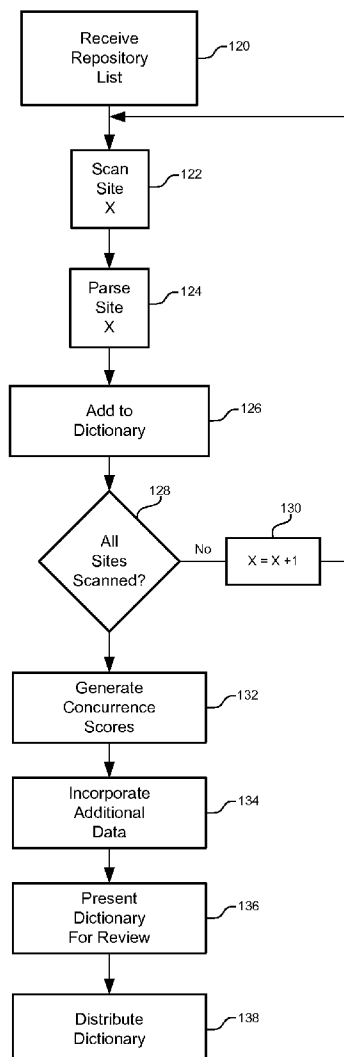 Receive
Repository
List
120
Scan
Site
X
122
Parse
Site
X
124
Add to
Dictionary
126
128
All
Sites
Scanned?
No
130
X = X +1
Generate
Concurrence
Scores
132
Incorporate
Additional
Data
134
Present
Dictionary
For Review
136
Distribute
Dictionary
138